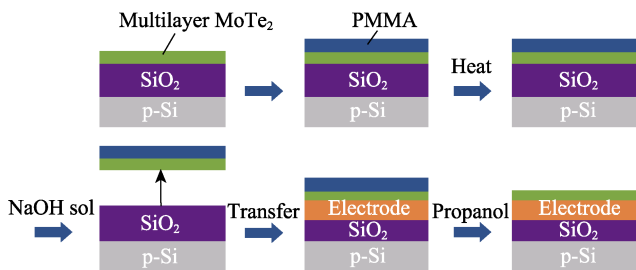 Multilayer MoTe₂
PMMA
SiO₂
p-Si
SiO₂
p-Si
Heat
SiO₂
p-Si
NaOH sol
SiO₂
p-Si
Transfer
Electrode
SiO₂
p-Si
Propanol
Electrode
SiO₂
p-Si